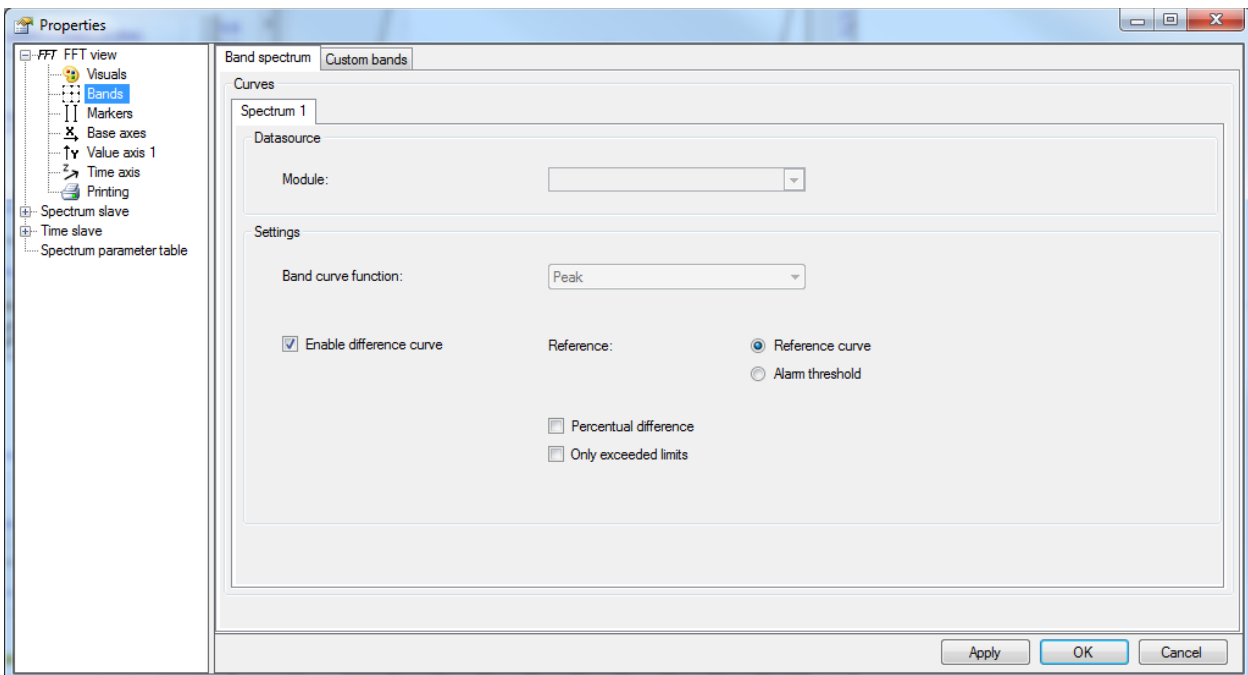 Properties
FFT FFT view
Visuals
Bands
Markers
X Base axes
Y Value axis 1
Z Time axis
Printing
Spectrum slave
Time slave
Spectrum parameter table
Band spectrum Custom bands
Curves
Spectrum 1
Datasource
Module:
Settings
Band curve function: Peak
Enable difference curve Reference: Reference curve
Alarm threshold
Percentual difference
Only exceeded limits
Apply OK Cancel